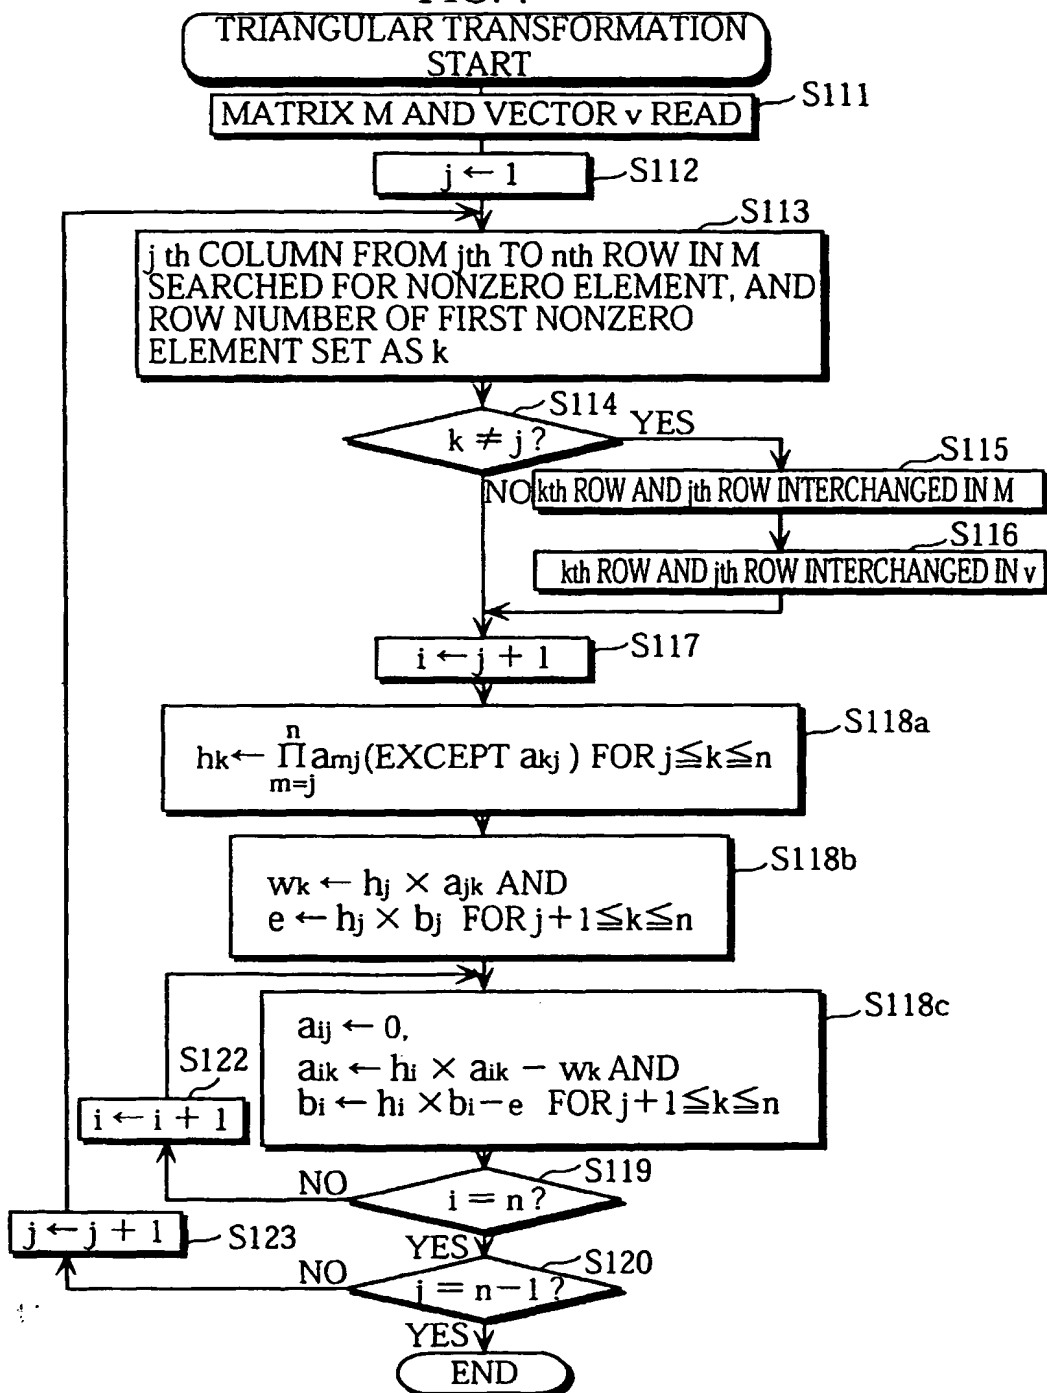 TRIANGULAR TRANSFORMATION
START
S111
MATRIX M AND VECTOR v READ
j ← 1
S112
S113
j th COLUMN FROM jth TO nth ROW IN M
SEARCHED FOR NONZERO ELEMENT, AND
ROW NUMBER OF FIRST NONZERO
ELEMENT SET AS k
S114
k ≠ j ?
YES
S115
NO
kth ROW AND jth ROW INTERCHANGED IN M
S116
kth ROW AND jth ROW INTERCHANGED IN v
i ← j + 1
S117
S118a
n
hk ← Π amj (EXCEPT akj ) FOR j ≦ k ≦ n
m=j
S118b
wk ← hj × ajk AND
e ← hj × bj FOR j + 1 ≦ k ≦ n
S118c
aij ← 0,
aik ← hi × aik − wk AND
bi ← hi × bi − e FOR j + 1 ≦ k ≦ n
S122
i ← i + 1
S119
NO
i = n ?
j ← j + 1
S123
YES
S120
NO
j = n − 1 ?
YES
END